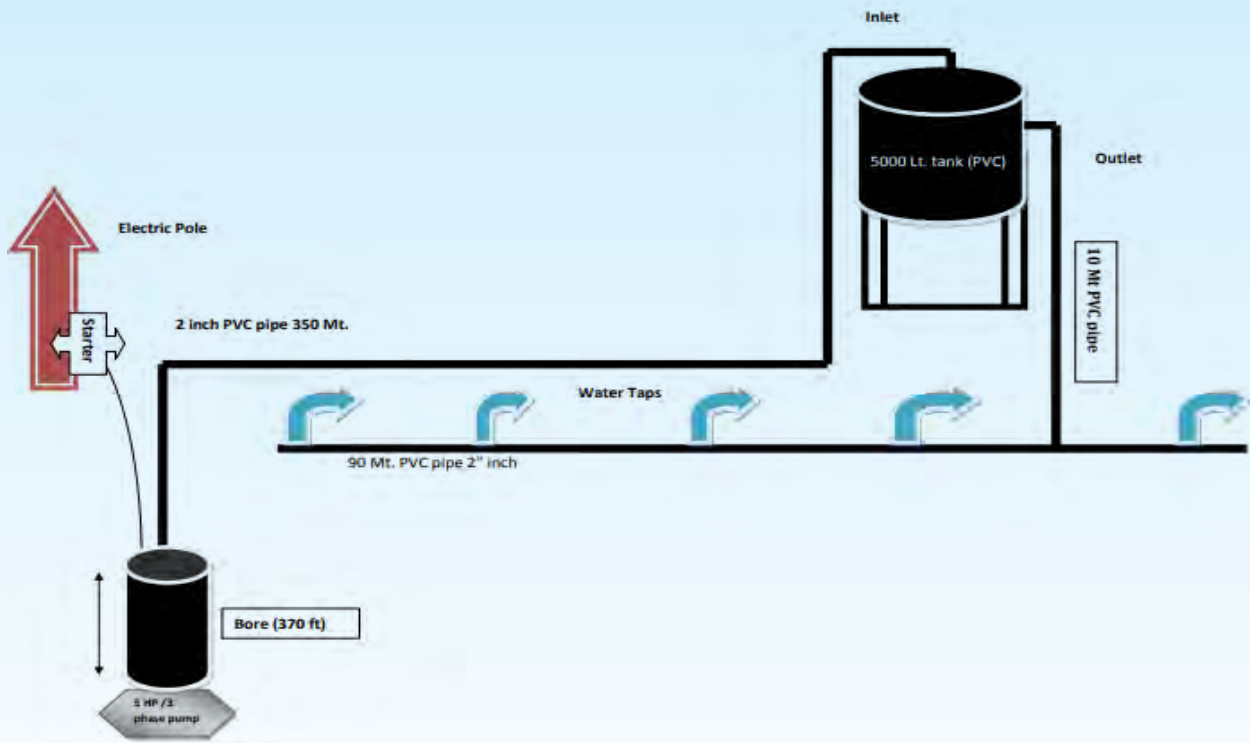 Inlet
5000 Lt. tank (PVC)
Outlet
Electric Pole
10 Mt PVC pipe
Starter
2 inch PVC pipe 350 Mt.
Water Taps
90 Mt. PVC pipe 2" inch
Bore (370 ft)
5 HP /3
phase pump